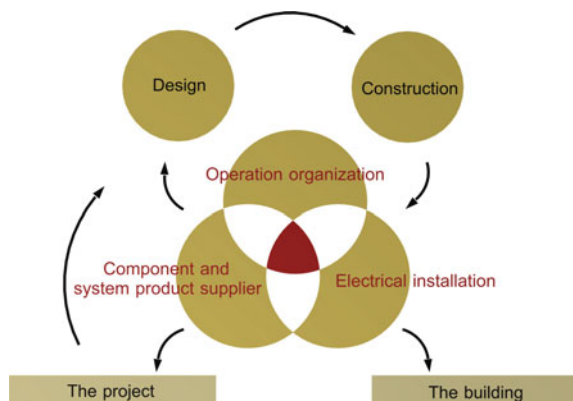 Design
Construction
Operation organization
Component and
system product supplier
Electrical installation
The project
The building